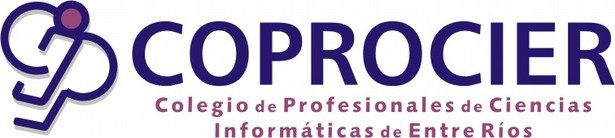 COPROCIER
Colegio de Profesionales de Ciencias
Informáticas de Entre Ríos